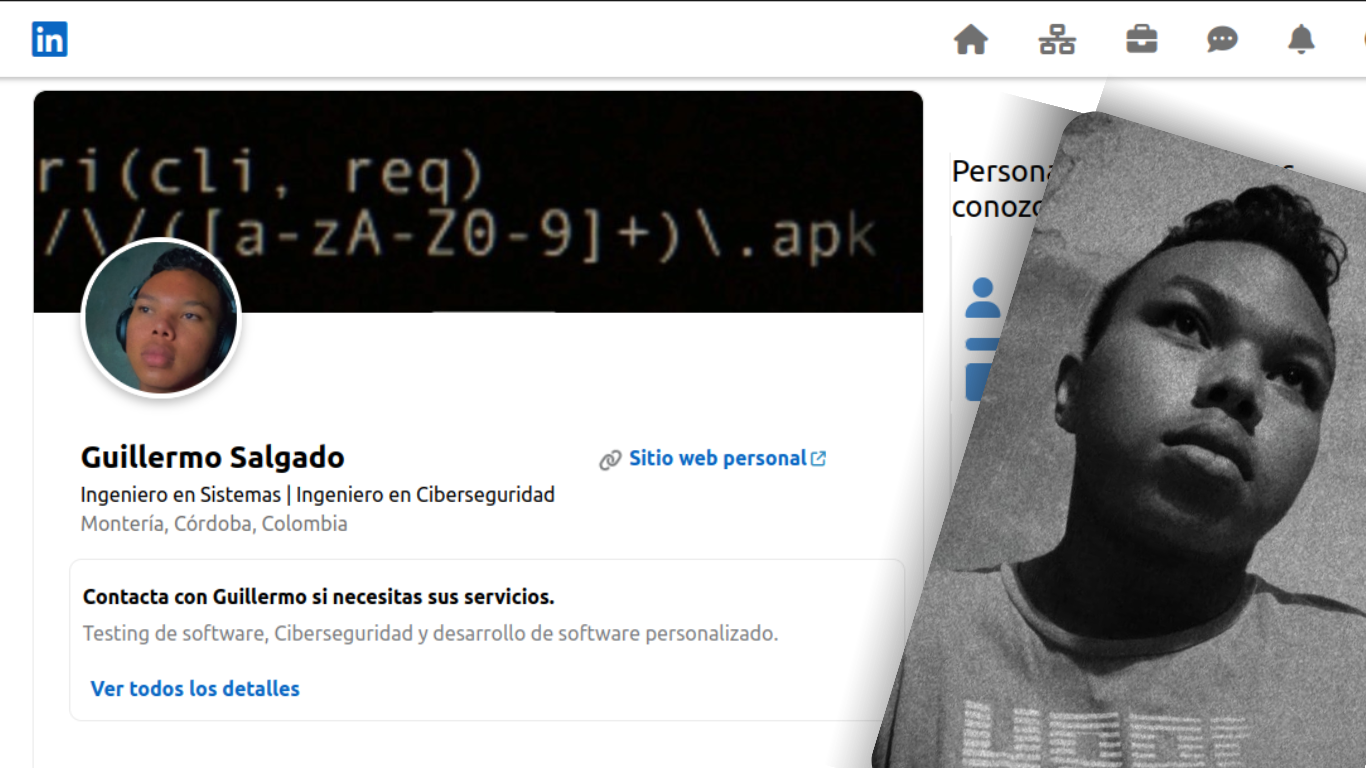 in
ri(cli, req)
/\/([a-zA-Z0-9]+)\.apk
Guillermo Salgado
Sitio web personal
Ingeniero en Sistemas | Ingeniero en Ciberseguridad
Montería, Córdoba, Colombia
Contacta con Guillermo si necesitas sus servicios.
Testing de software, Ciberseguridad y desarrollo de software personalizado.
Ver todos los detalles